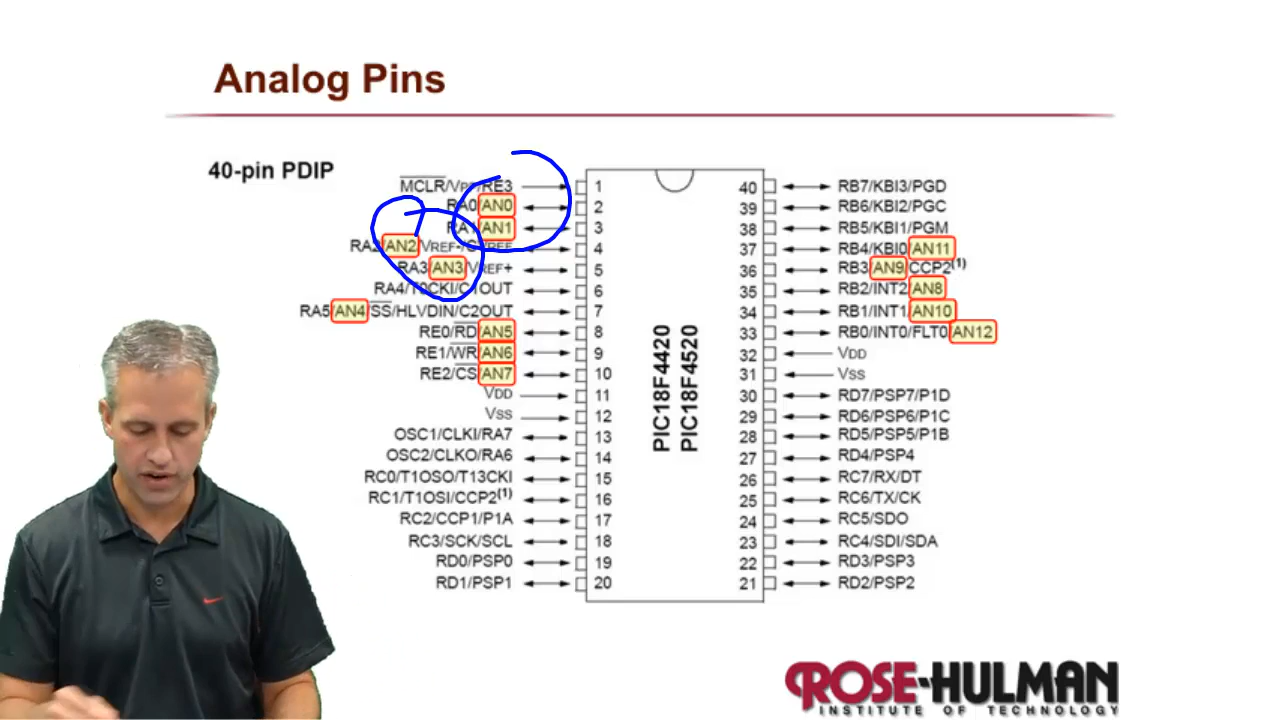 Analog Pins
40-pin PDIP
MCLR/VPP/RE3
RA0/AN0
RA1/AN1
RA2/AN2/VREF-/CVREF
RA3/AN3/VREF+
RA4/T0CKI/C1OUT
RA5/AN4/SS/HLVDIN/C2OUT
RE0/RD/AN5
RE1/WR/AN6
RE2/CS/AN7
VDD
VSS
OSC1/CLKI/RA7
OSC2/CLKO/RA6
RC0/T1OSO/T13CKI
RC1/T1OSI/CCP2(1)
RC2/CCP1/P1A
RC3/SCK/SCL
RD0/PSP0
RD1/PSP1
1
2
3
4
5
6
7
8
9
10
11
12
13
14
15
16
17
18
19
20
PIC18F4420
PIC18F4520
40
39
38
37
36
35
34
33
32
31
30
29
28
27
26
25
24
23
22
21
RB7/KBI3/PGD
RB6/KBI2/PGC
RB5/KBI1/PGM
RB4/KBI0/AN11
RB3/AN9/CCP2(1)
RB2/INT2/AN8
RB1/INT1/AN10
RB0/INT0/FLT0/AN12
VDD
VSS
RD7/PSP7/P1D
RD6/PSP6/P1C
RD5/PSP5/P1B
RD4/PSP4
RC7/RX/DT
RC6/TX/CK
RC5/SDO
RC4/SDI/SDA
RD3/PSP3
RD2/PSP2
ROSE-HULMAN
INSTITUTE OF TECHNOLOGY